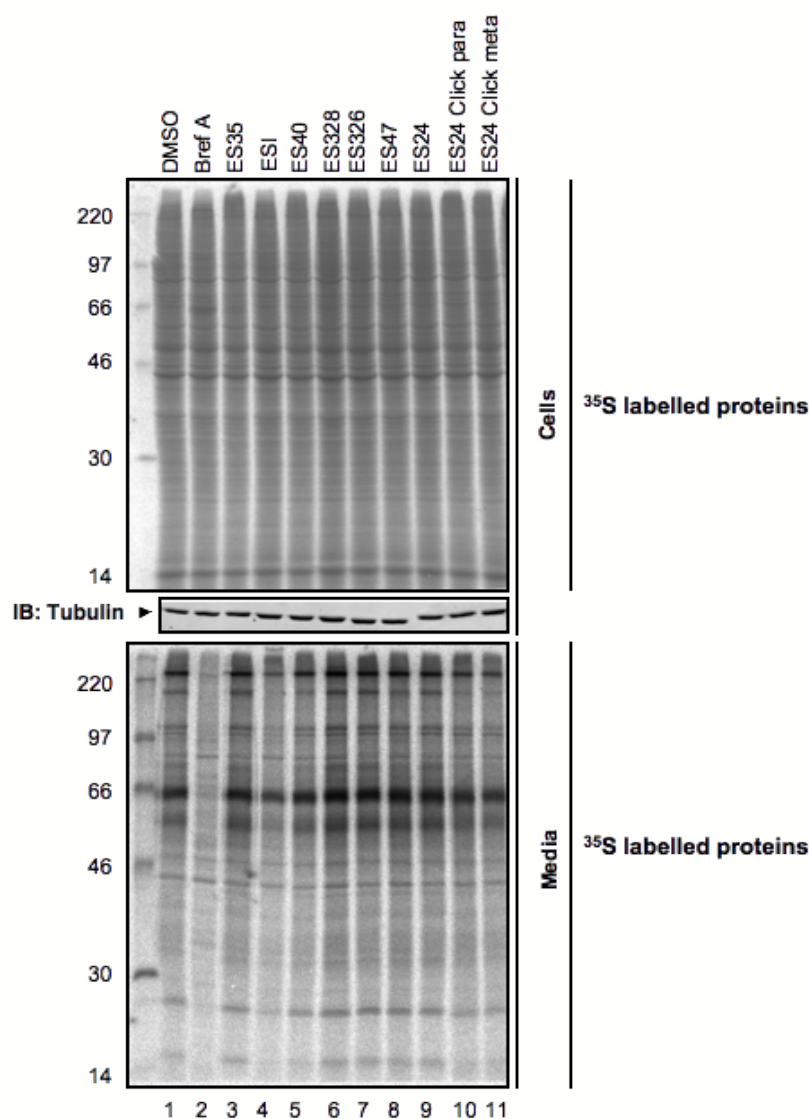 DMSO
Bref A
ES35
ESI
ES40
ES328
ES326
ES47
ES24
ES24 Click para
ES24 Click meta
220
97
66
46
30
14
Cells
35S labelled proteins
IB: Tubulin
220
97
66
46
30
14
Media
35S labelled proteins
1 2 3 4 5 6 7 8 9 10 11